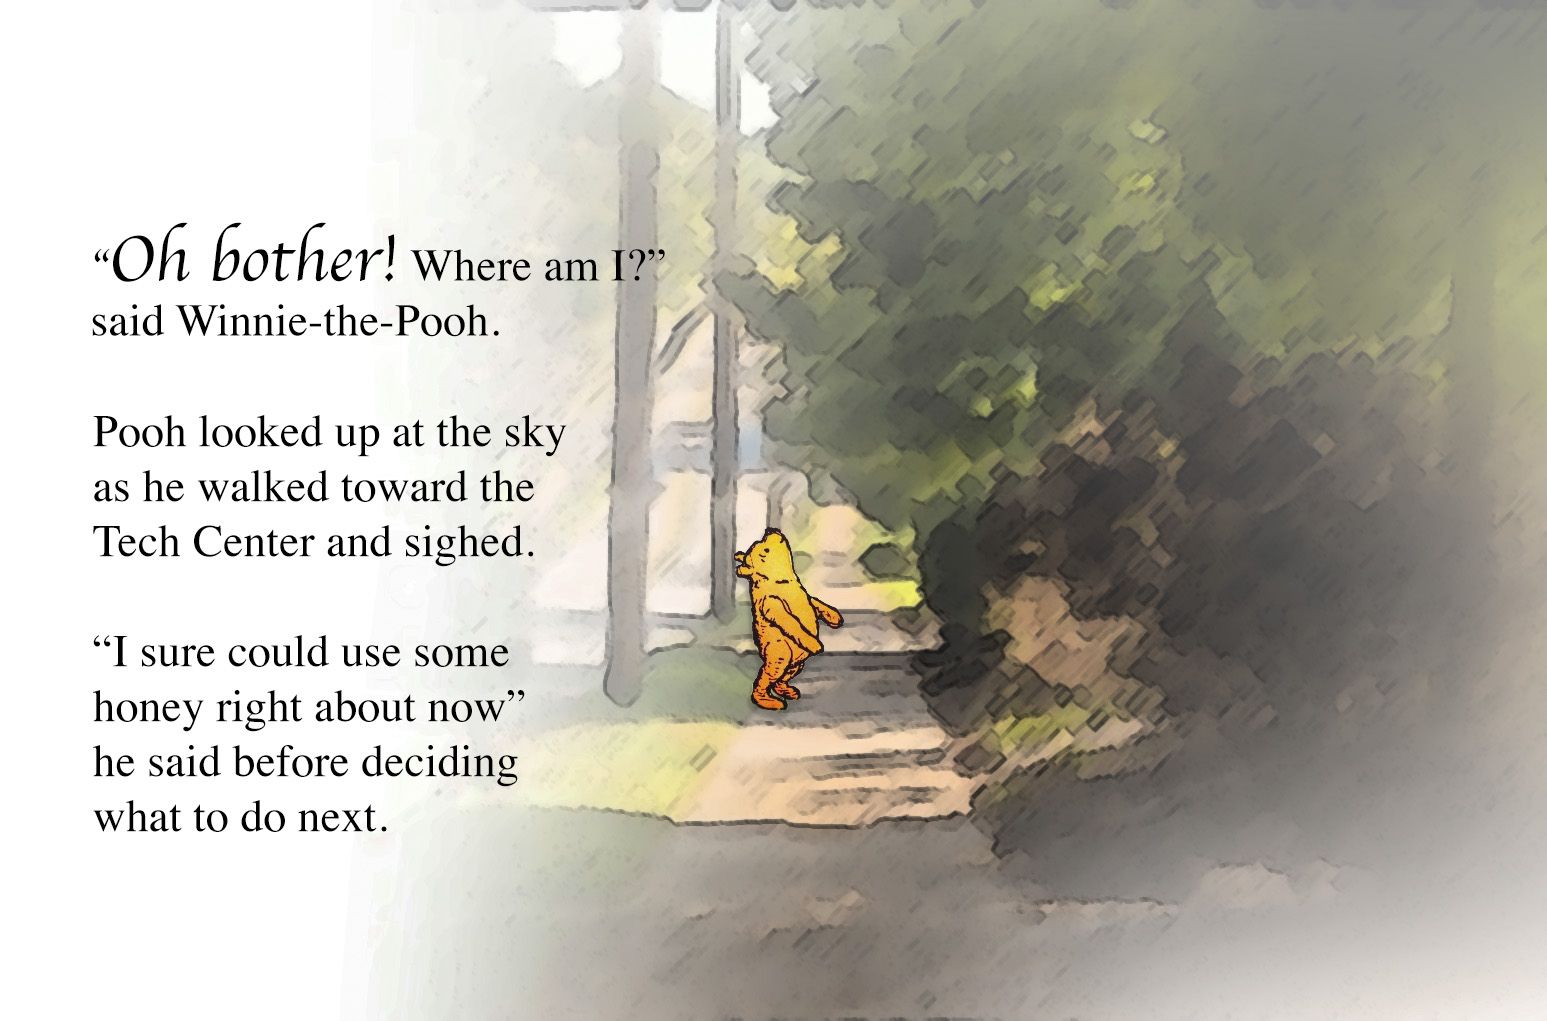 “Oh bother! Where am I?”
said Winnie-the-Pooh.
Pooh looked up at the sky
as he walked toward the
Tech Center and sighed.
“I sure could use some
honey right about now”
he said before deciding
what to do next.